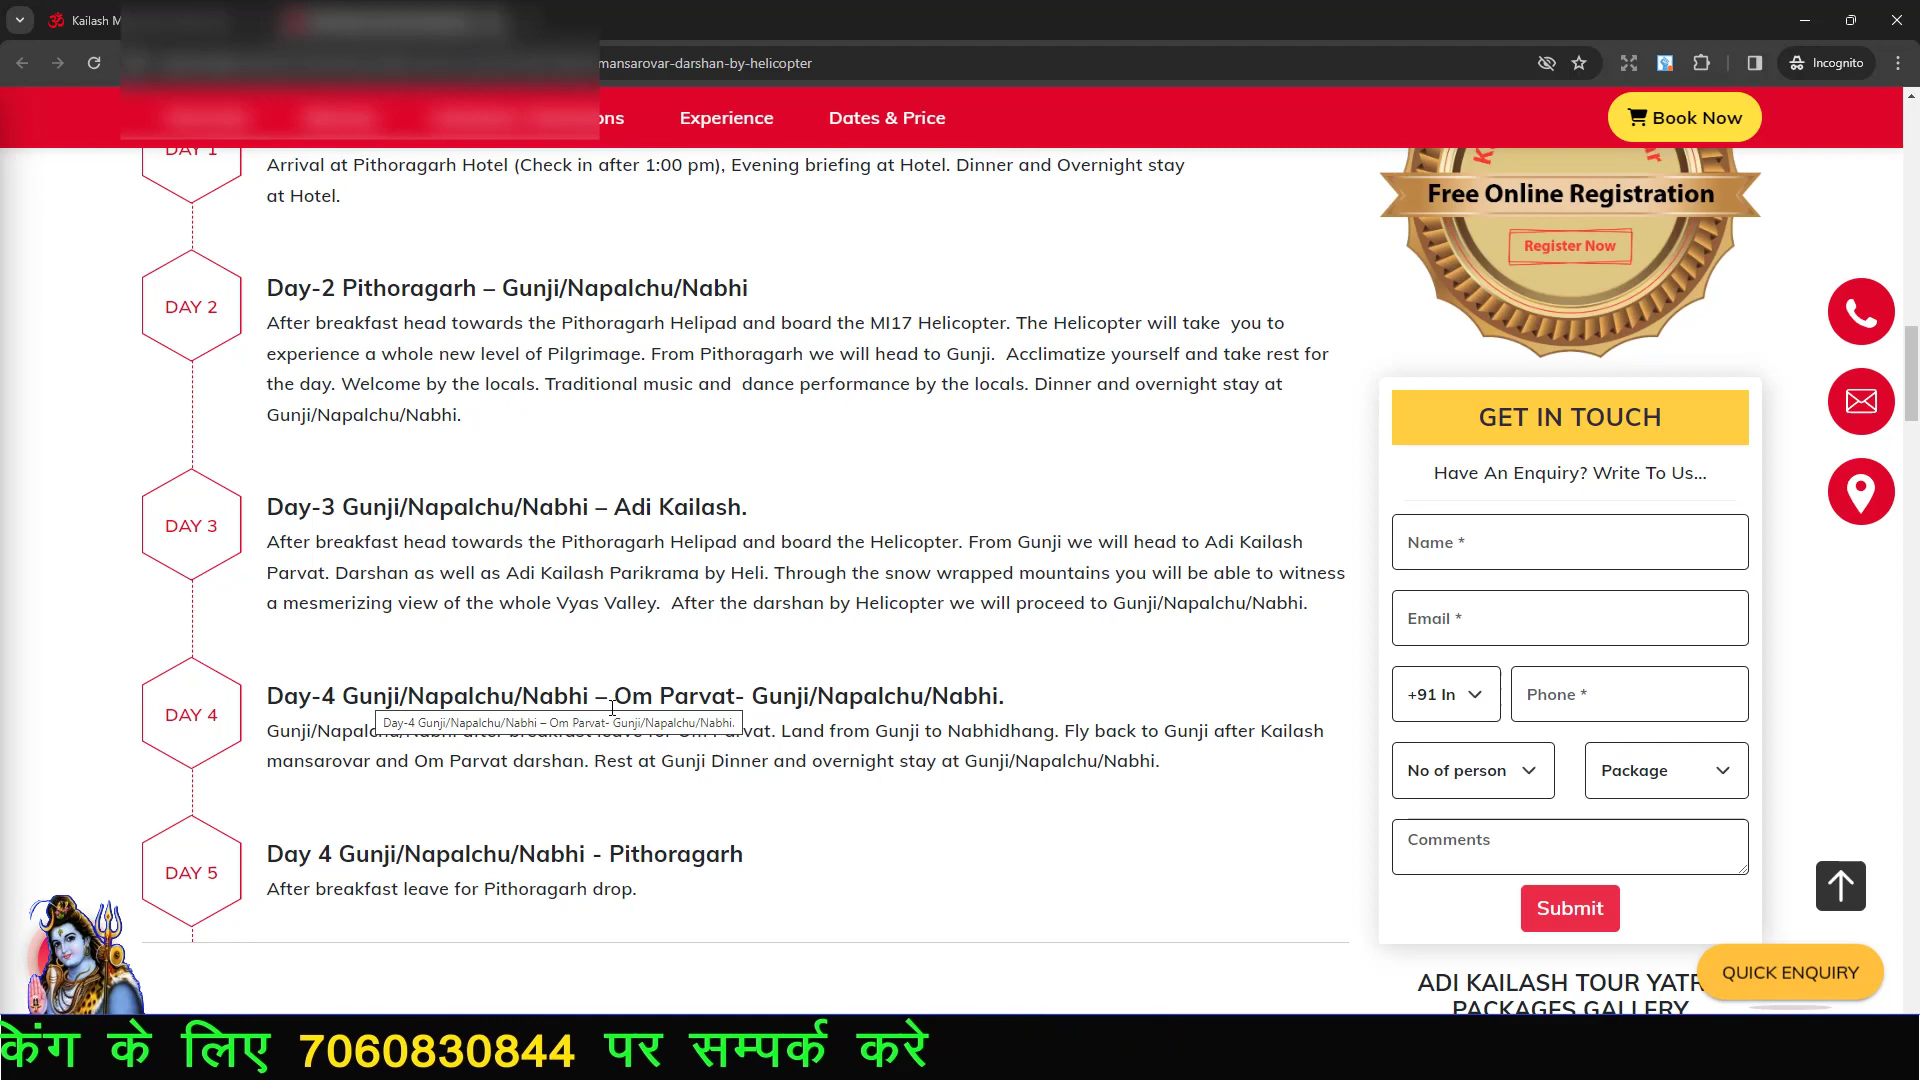 Kailash M
mansarovar-darshan-by-helicopter
Incognito
ons
Experience
Dates & Price
Book Now
DAY 1
Arrival at Pithoragarh Hotel (Check in after 1:00 pm), Evening briefing at Hotel. Dinner and Overnight stay
at Hotel.
DAY 2
Day-2 Pithoragarh – Gunji/Napalchu/Nabhi
After breakfast head towards the Pithoragarh Helipad and board the MI17 Helicopter. The Helicopter will take you to
experience a whole new level of Pilgrimage. From Pithoragarh we will head to Gunji. Acclimatize yourself and take rest for
the day. Welcome by the locals. Traditional music and dance performance by the locals. Dinner and overnight stay at
Gunji/Napalchu/Nabhi.
DAY 3
Day-3 Gunji/Napalchu/Nabhi – Adi Kailash.
After breakfast head towards the Pithoragarh Helipad and board the Helicopter. From Gunji we will head to Adi Kailash
Parvat. Darshan as well as Adi Kailash Parikrama by Heli. Through the snow wrapped mountains you will be able to witness
a mesmerizing view of the whole Vyas Valley. After the darshan by Helicopter we will proceed to Gunji/Napalchu/Nabhi.
DAY 4
Day-4 Gunji/Napalchu/Nabhi – Om Parvat- Gunji/Napalchu/Nabhi.
Day-4 Gunji/Napalchu/Nabhi – Om Parvat- Gunji/Napalchu/Nabhi.
Gunji/Napalchu/Nabhi after breakfast leave for Om Parvat. Land from Gunji to Nabhidhang. Fly back to Gunji after Kailash
mansarovar and Om Parvat darshan. Rest at Gunji Dinner and overnight stay at Gunji/Napalchu/Nabhi.
DAY 5
Day 4 Gunji/Napalchu/Nabhi - Pithoragarh
After breakfast leave for Pithoragarh drop.
Free Online Registration
Register Now
GET IN TOUCH
Have An Enquiry? Write To Us...
Name *
Email *
+91 In
Phone *
No of person
Package
Comments
Submit
QUICK ENQUIRY
ADI KAILASH TOUR YATR
PACKAGES GALLERY
किंग के लिए 7060830844 पर सम्पर्क करे